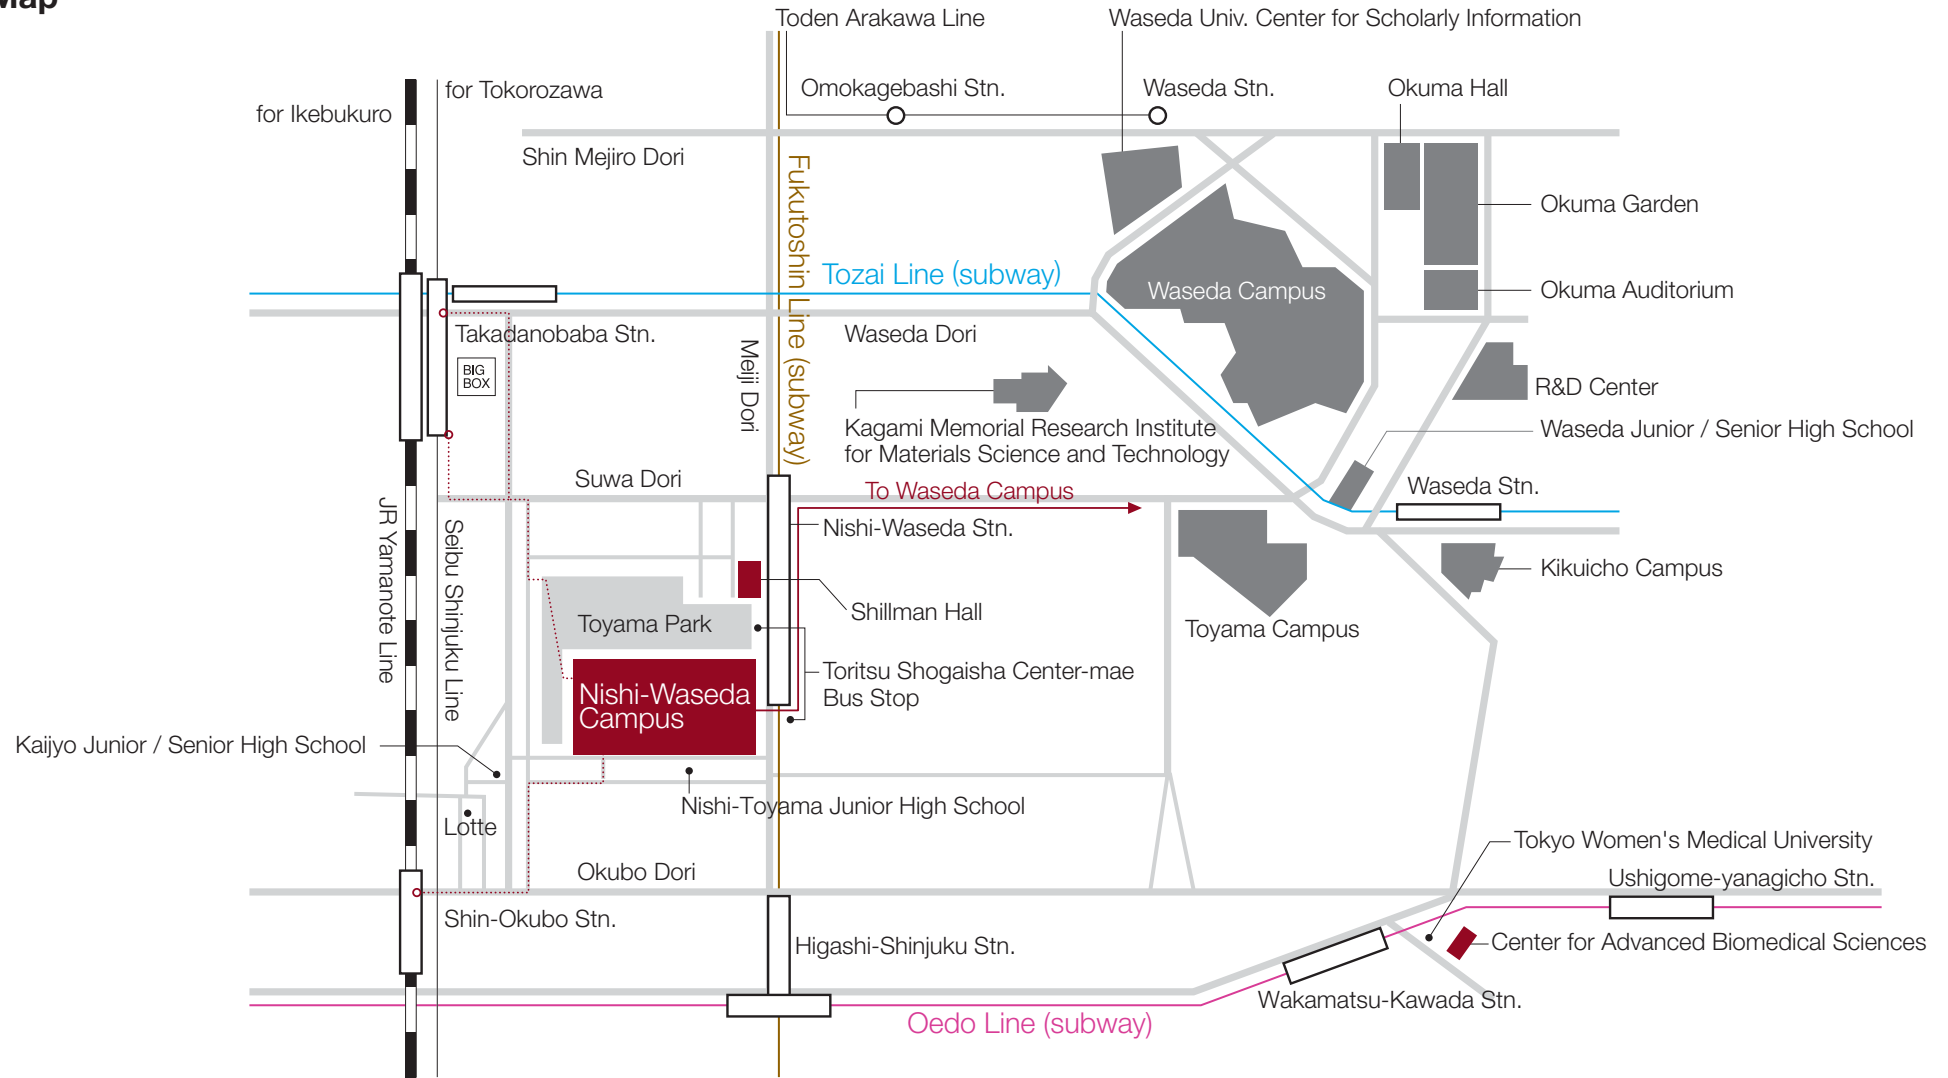 Map
Toden Arakawa Line
Waseda Univ. Center for Scholarly Information
for Ikebukuro
for Tokorozawa
Omokagebashi Stn.
Waseda Stn.
Okuma Hall
Shin Mejiro Dori
Fukutoshin Line (subway)
Okuma Garden
Tozai Line (subway)
Waseda Campus
Okuma Auditorium
Takadanobaba Stn.
Waseda Dori
BIG
BOX
Meiji Dori
R&D Center
Kagami Memorial Research Institute
for Materials Science and Technology
Waseda Junior / Senior High School
Suwa Dori
To Waseda Campus
Waseda Stn.
JR Yamanote Line
Seibu Shinjuku Line
Nishi-Waseda Stn.
Kikuicho Campus
Shillman Hall
Toyama Park
Toyama Campus
Toritsu Shogaisha Center-mae
Bus Stop
Nishi-Waseda
Campus
Kaijyo Junior / Senior High School
Nishi-Toyama Junior High School
Lotte
Tokyo Women's Medical University
Okubo Dori
Ushigome-yanagicho Stn.
Shin-Okubo Stn.
Higashi-Shinjuku Stn.
Center for Advanced Biomedical Sciences
Wakamatsu-Kawada Stn.
Oedo Line (subway)